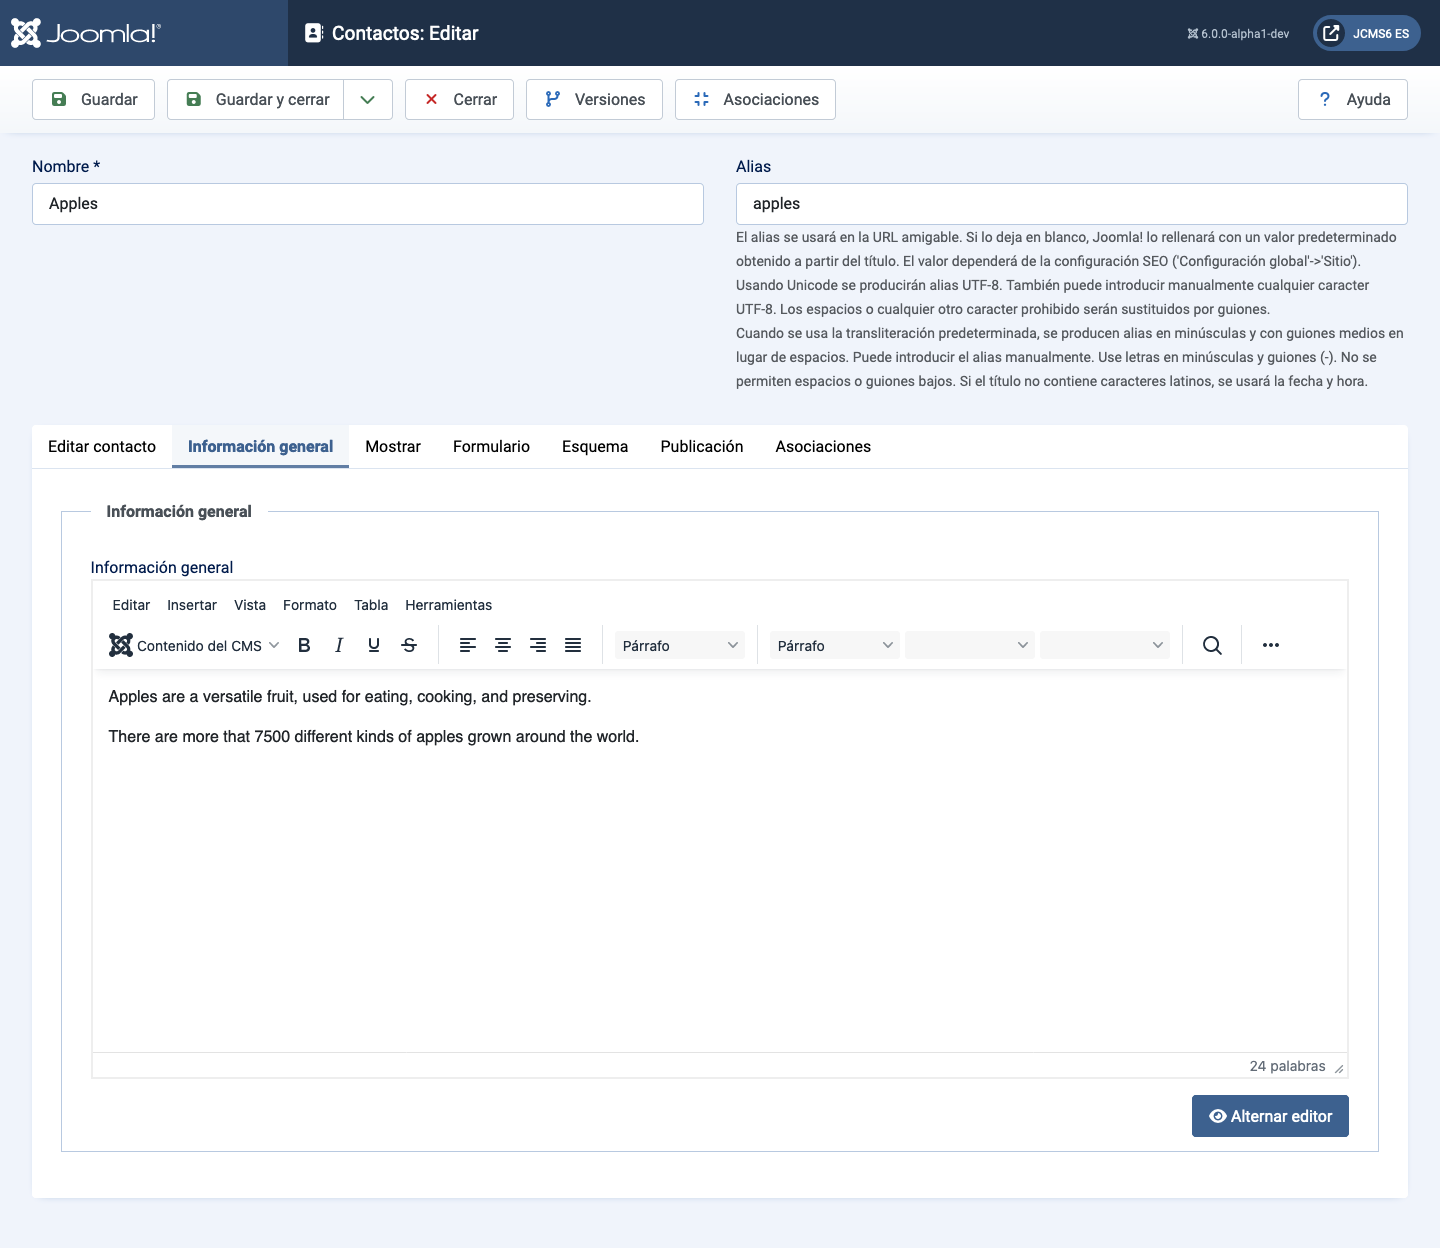 Joomla!®
Contactos: Editar
6.0.0-alpha1-dev
JCMS6 ES
Guardar
Guardar y cerrar
Cerrar
Versiones
Asociaciones
? Ayuda
Nombre *
Apples
Alias
apples
El alias se usará en la URL amigable. Si lo deja en blanco, Joomla! lo rellenará con un valor predeterminado
obtenido a partir del título. El valor dependerá de la configuración SEO ('Configuración global'->'Sitio').
Usando Unicode se producirán alias UTF-8. También puede introducir manualmente cualquier caracter
UTF-8. Los espacios o cualquier otro caracter prohibido serán sustituidos por guiones.
Cuando se usa la transliteración predeterminada, se producen alias en minúsculas y con guiones medios en
lugar de espacios. Puede introducir el alias manualmente. Use letras en minúsculas y guiones (-). No se
permiten espacios o guiones bajos. Si el título no contiene caracteres latinos, se usará la fecha y hora.
Editar contacto
Información general
Mostrar
Formulario
Esquema
Publicación
Asociaciones
Información general
Información general
Editar
Insertar
Vista
Formato
Tabla
Herramientas
Contenido del CMS
B
I
U
S
Párrafo
Párrafo
Apples are a versatile fruit, used for eating, cooking, and preserving.
There are more that 7500 different kinds of apples grown around the world.
24 palabras
Alternar editor